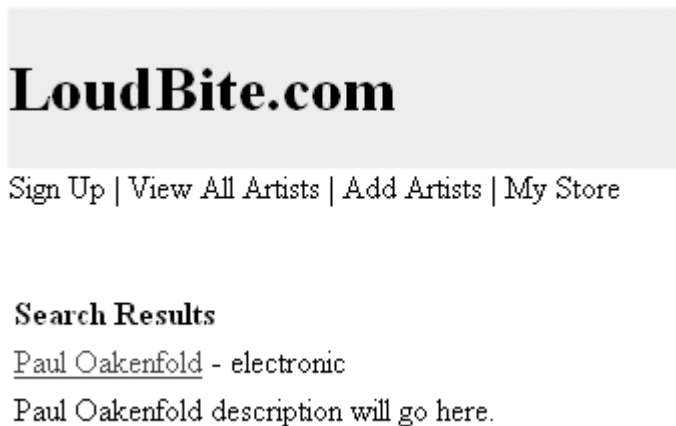 LoudBite.com
Sign Up | View All Artists | Add Artists | My Store
Search Results
Paul Oakenfold - electronic
Paul Oakenfold description will go here.